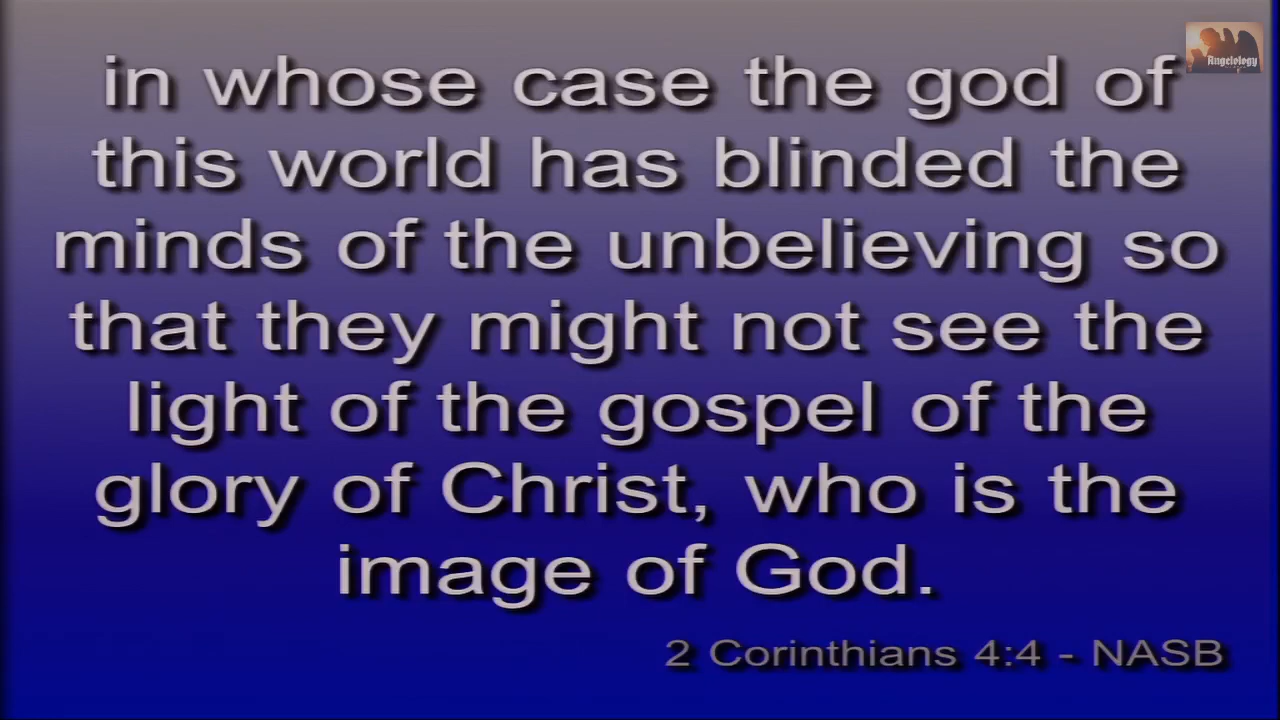 Angelology
in whose case the god of
this world has blinded the
minds of the unbelieving so
that they might not see the
light of the gospel of the
glory of Christ, who is the
image of God.
2 Corinthians 4:4 - NASB